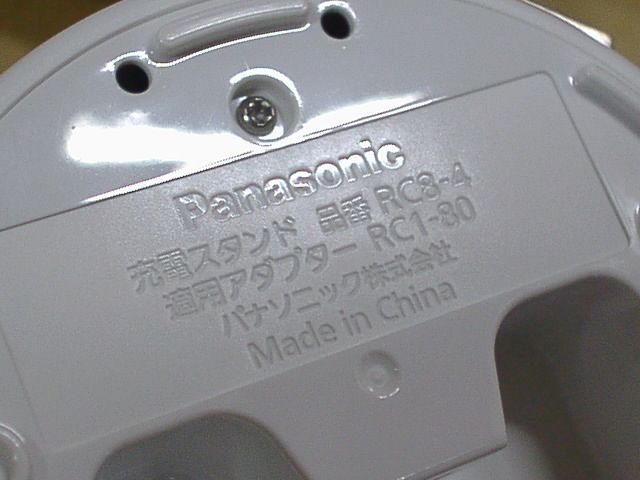 Panasonic
充電スタンド 品番 RC8-4
適用アダプター RC1-80
パナソニック株式会社
Made in China